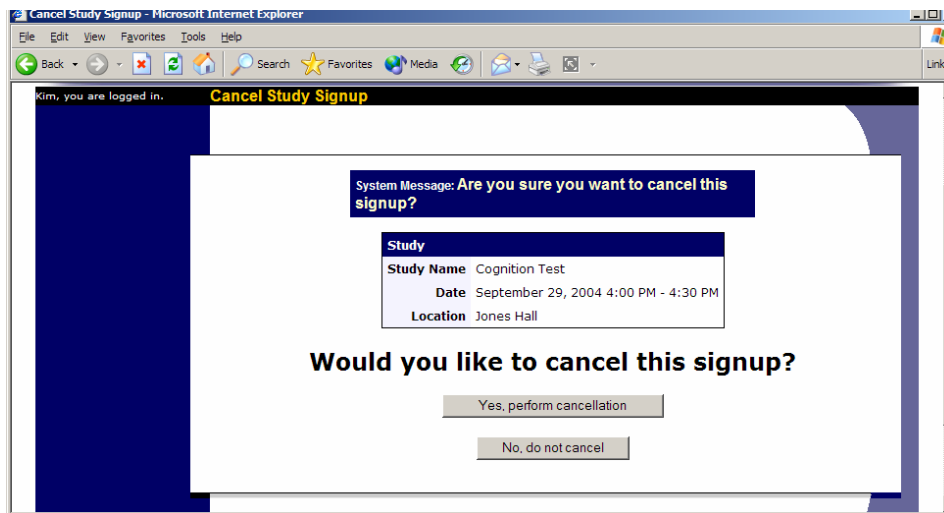 Cancel Study Signup - Microsoft Internet Explorer
File Edit View Favorites Tools Help
Back Search Favorites Media
Link
Kim, you are logged in. Cancel Study Signup
System Message: Are you sure you want to cancel this
signup?
Study
Study Name Cognition Test
Date September 29, 2004 4:00 PM - 4:30 PM
Location Jones Hall
Would you like to cancel this signup?
Yes, perform cancellation
No, do not cancel